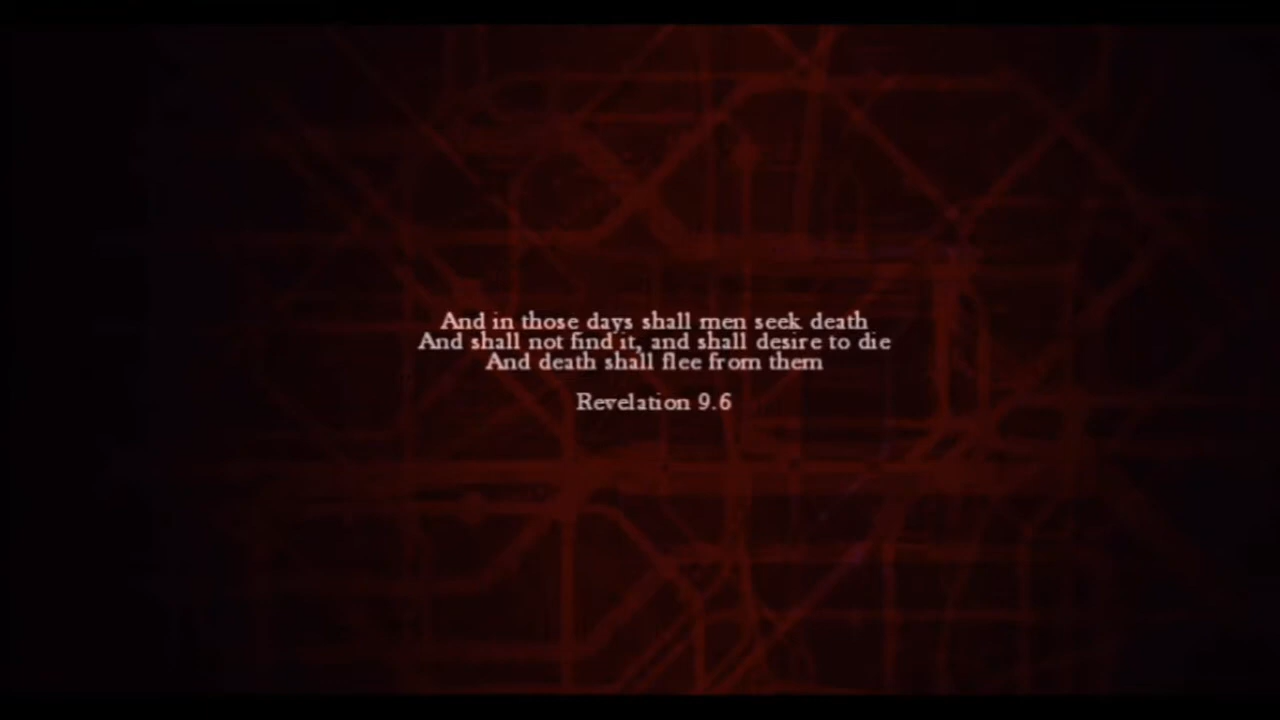 And in those days shall men seek death
And shall not find it, and shall desire to die
And death shall flee from them
Revelation 9.6